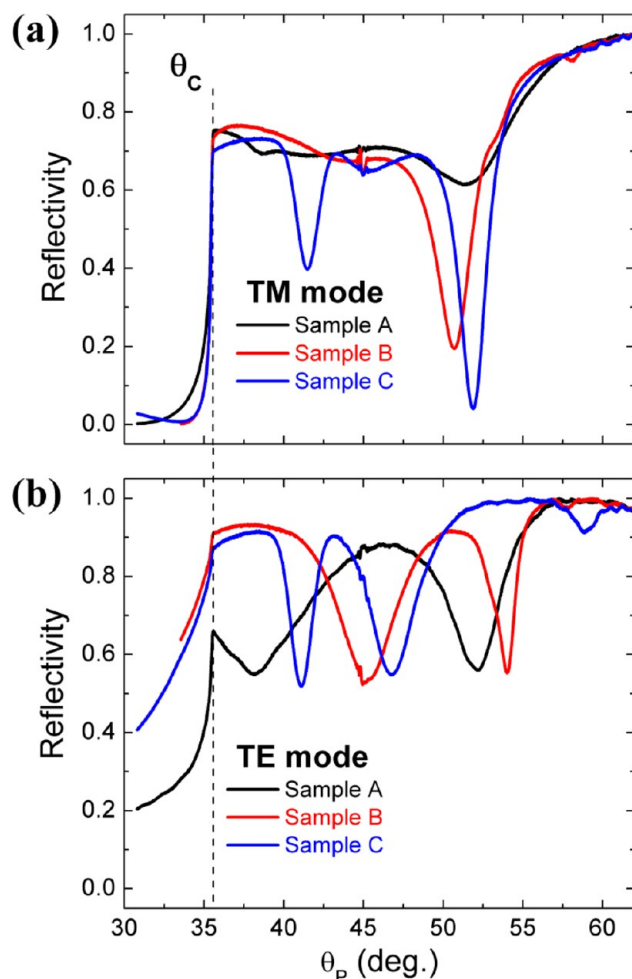 (a)
θC
1.0
0.8
0.6
0.4
0.2
0.0
Reflectivity
TM mode
Sample A
Sample B
Sample C
(b)
1.0
0.8
0.6
0.4
0.2
0.0
Reflectivity
TE mode
Sample A
Sample B
Sample C
30 35 40 45 50 55 60
θP (deg.)